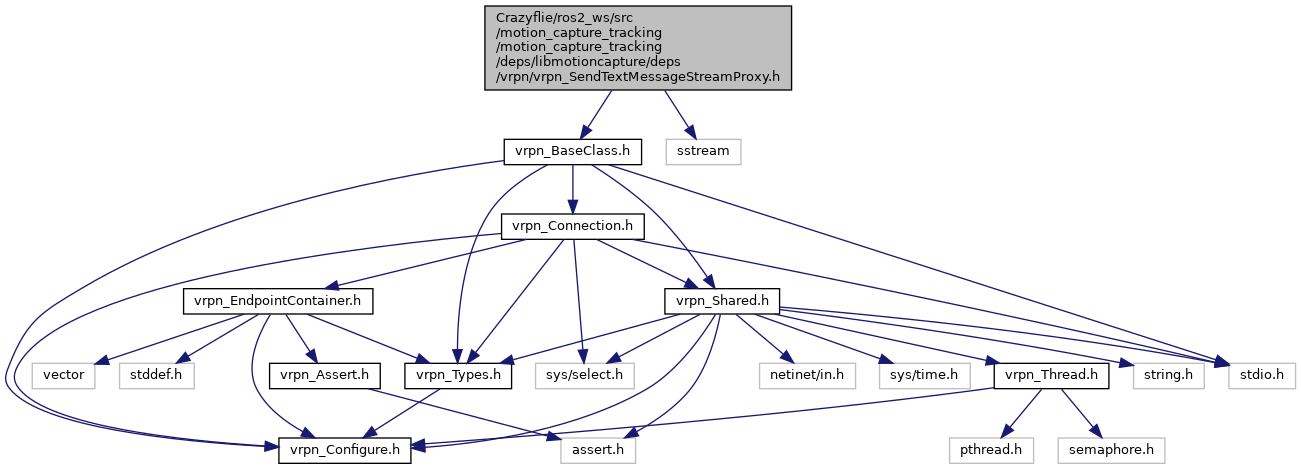 Crazyflie/ros2_ws/src
/motion_capture_tracking
/motion_capture_tracking
/deps/libmotioncapture/deps
/vrpn/vrpn_SendTextMessageStreamProxy.h
vrpn_BaseClass.h
sstream
vrpn_Connection.h
vrpn_EndpointContainer.h
vrpn_Shared.h
vector
stddef.h
vrpn_Assert.h
vrpn_Types.h
sys/select.h
netinet/in.h
sys/time.h
vrpn_Thread.h
string.h
stdio.h
vrpn_Configure.h
assert.h
pthread.h
semaphore.h